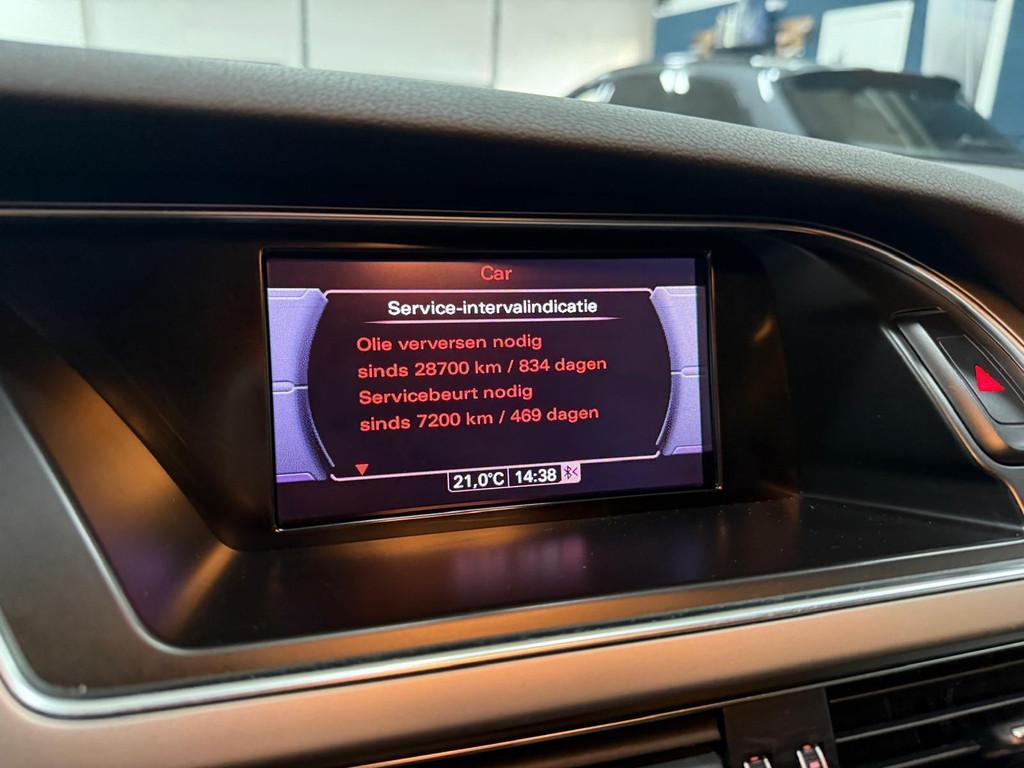 Car
Service-intervalindicatie
Olie verversen nodig
sinds 28700 km / 834 dagen
Servicebeurt nodig
sinds 7200 km / 469 dagen
21,0°C 14:38